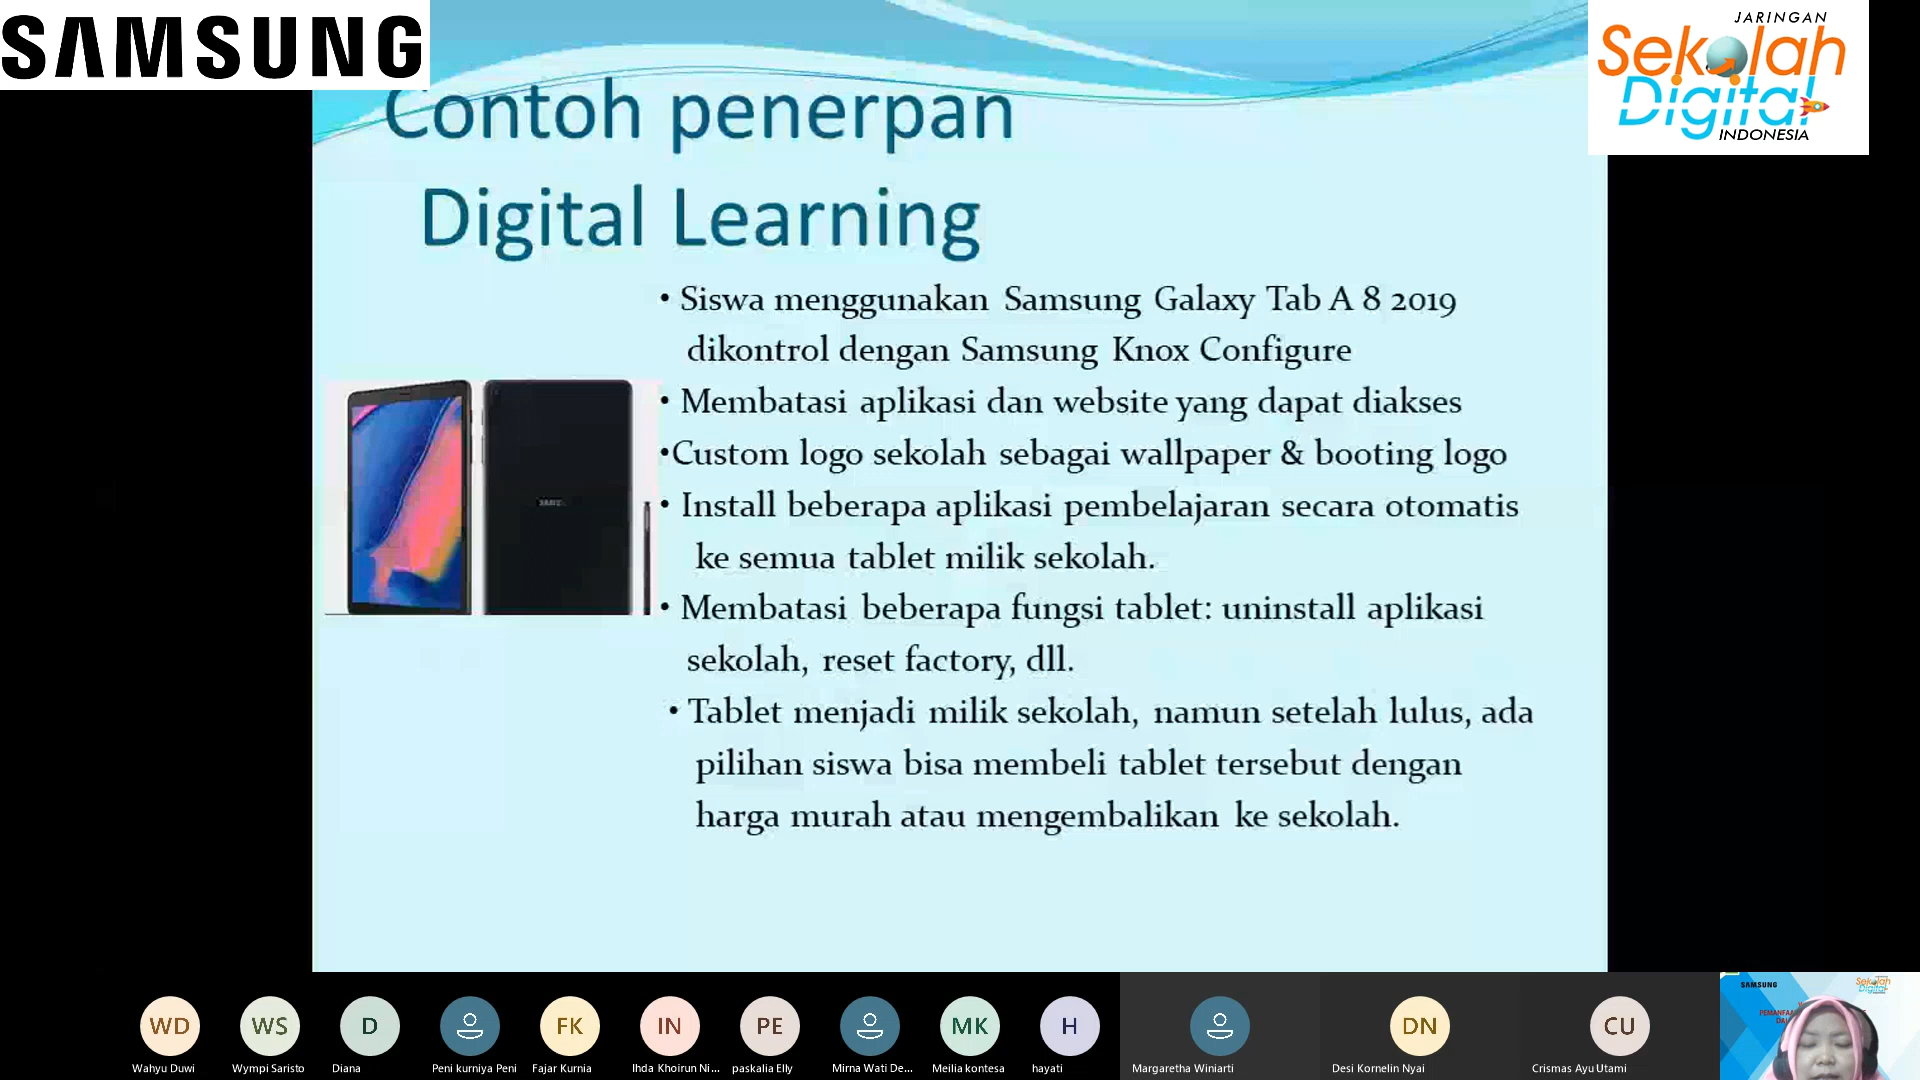 SAMSUNG
JARINGAN
Sekolah
Digital
INDONESIA
Contoh penerpan
Digital Learning
• Siswa menggunakan Samsung Galaxy Tab A 8 2019
dikontrol dengan Samsung Knox Configure
• Membatasi aplikasi dan website yang dapat diakses
•Custom logo sekolah sebagai wallpaper & booting logo
• Install beberapa aplikasi pembelajaran secara otomatis
ke semua tablet milik sekolah.
• Membatasi beberapa fungsi tablet: uninstall aplikasi
sekolah, reset factory, dll.
• Tablet menjadi milik sekolah, namun setelah lulus, ada
pilihan siswa bisa membeli tablet tersebut dengan
harga murah atau mengembalikan ke sekolah.
WD WS D FK IN PE MK H DN CU
Wahyu Duwi Wympi Saristo Diana Peni kurniya Peni Fajar Kurnia Ihda Khoirun Ni... paskalia Elly Mirna Wati De... Meilia kontesa hayati Margaretha Winiarti Desi Kornelin Nyai Crismas Ayu Utami
SAMSUNG
Sekolah
Digital